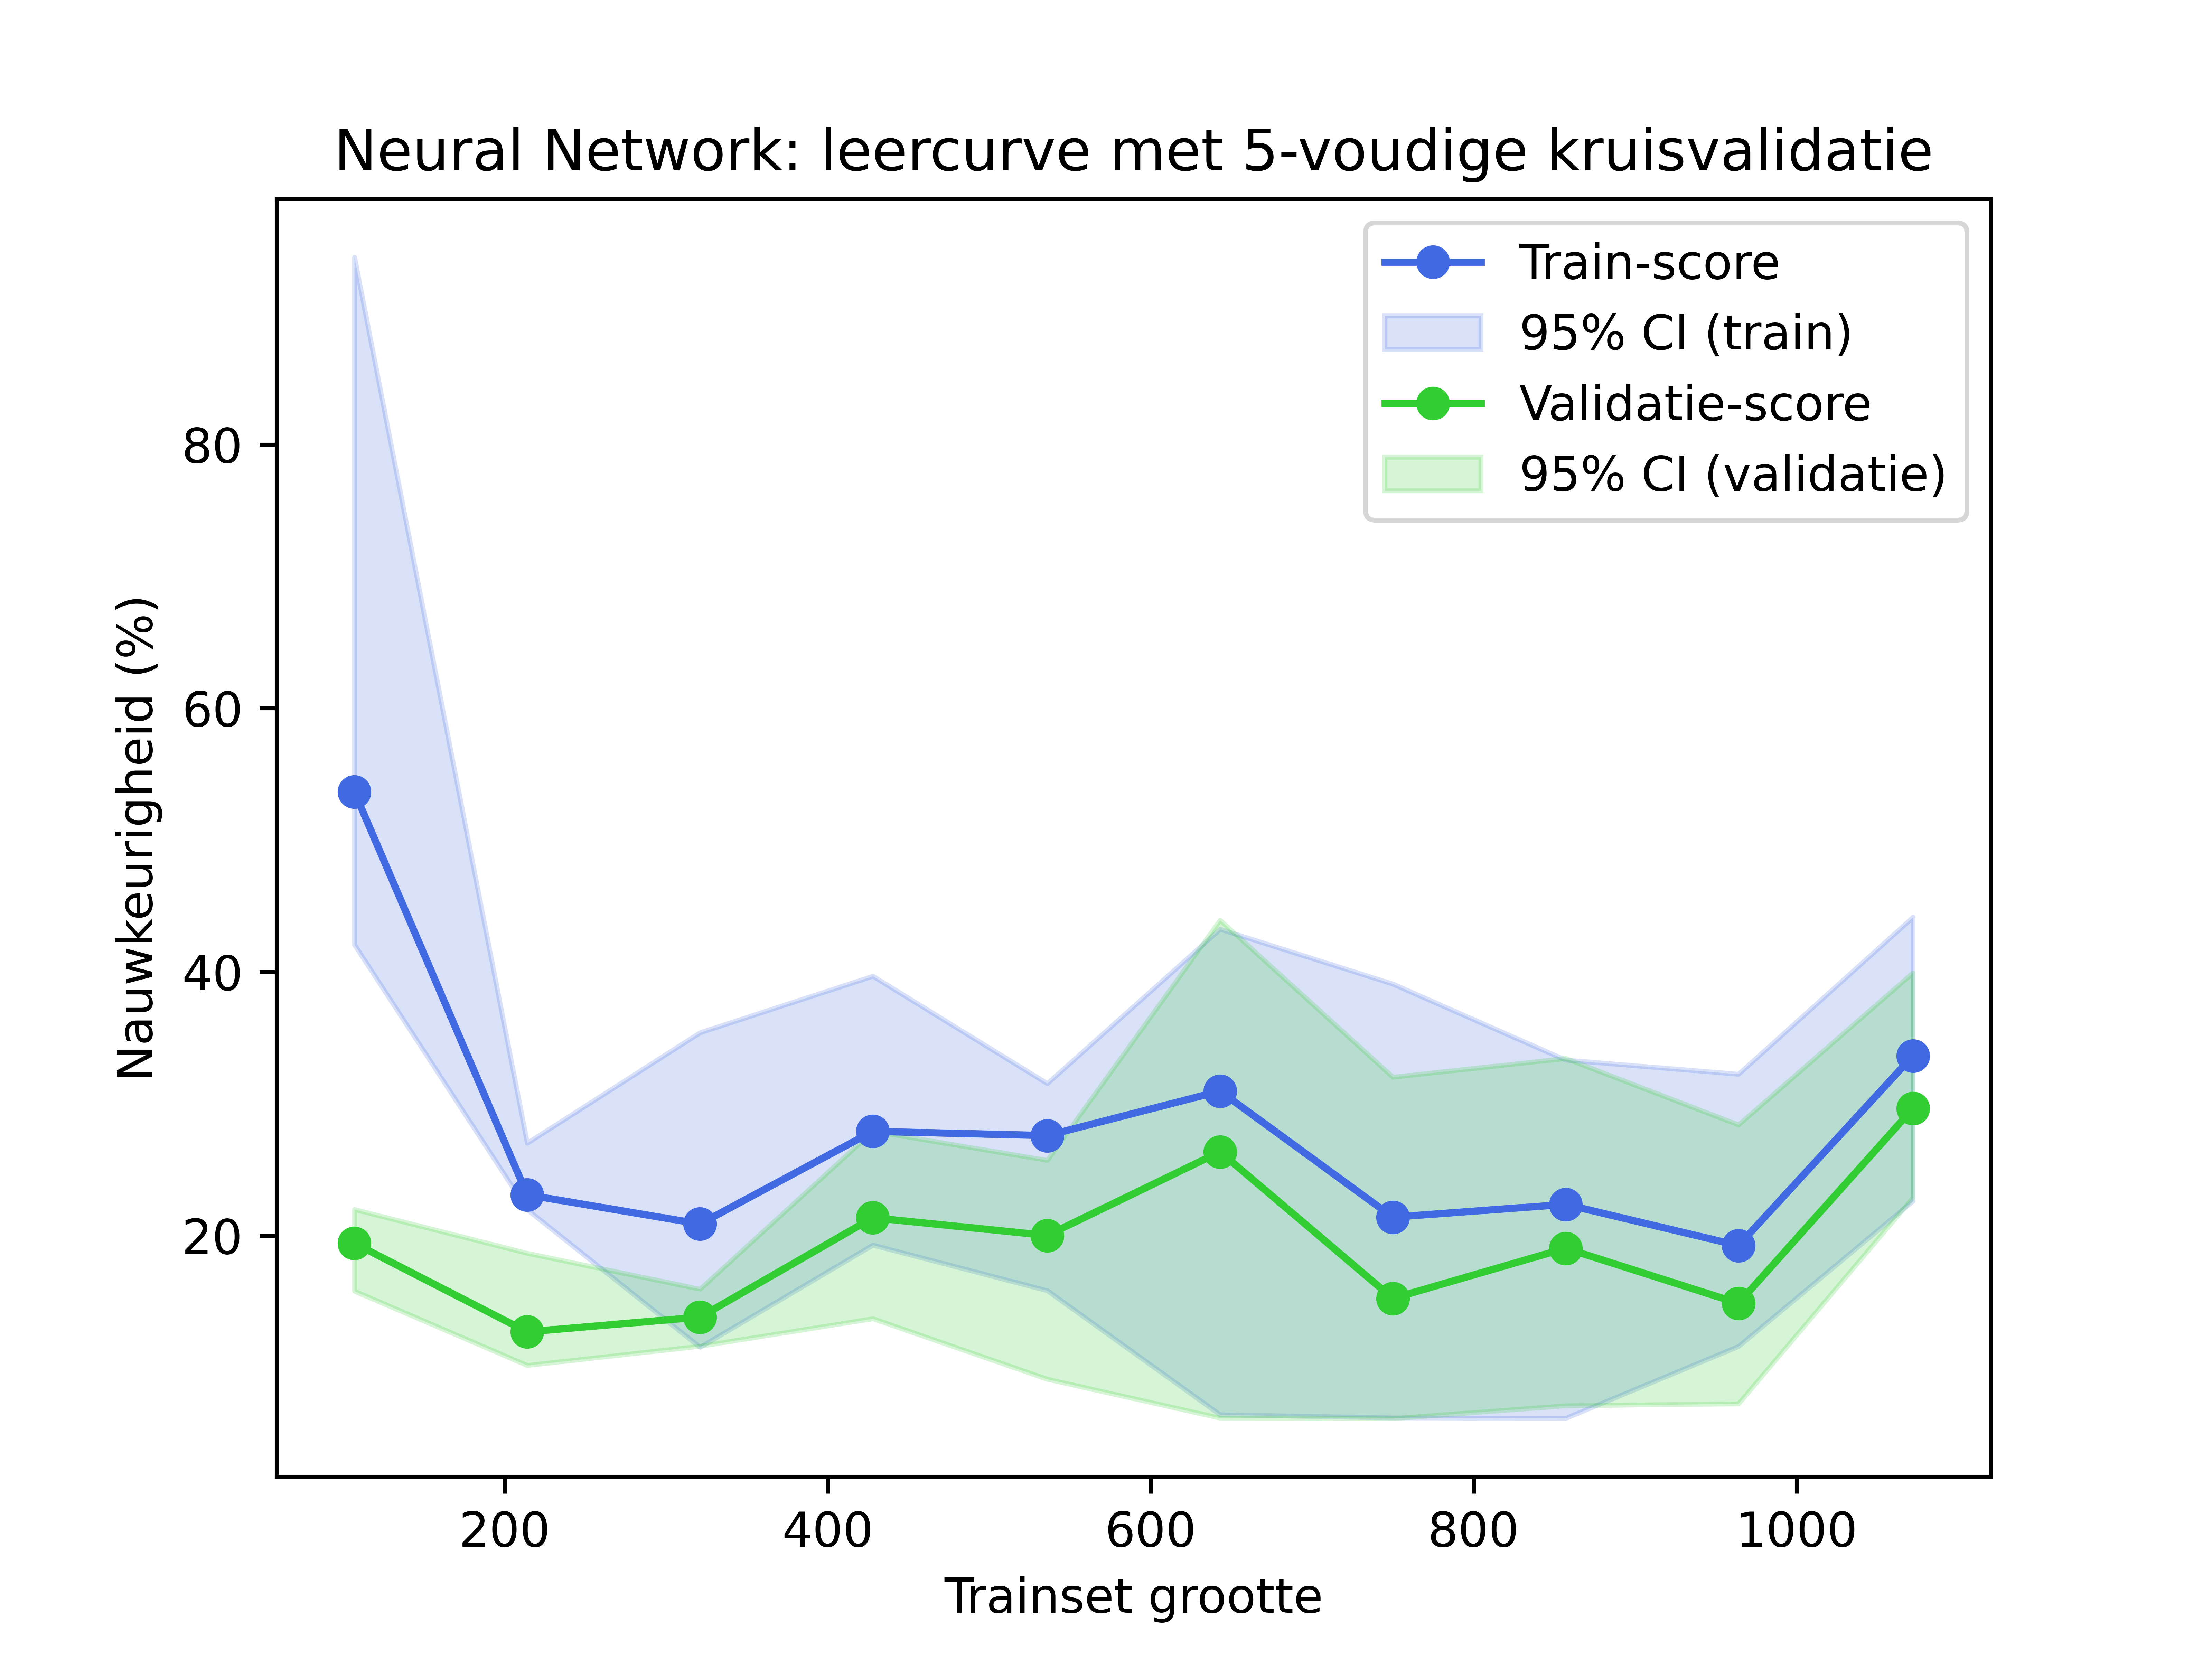 Neural Network: leercurve met 5-voudige kruisvalidatie
Train-score
95% CI (train)
Validatie-score
95% CI (validatie)
Nauwkeurigheid (%)
80
60
40
20
200 400 600 800 1000
Trainset grootte